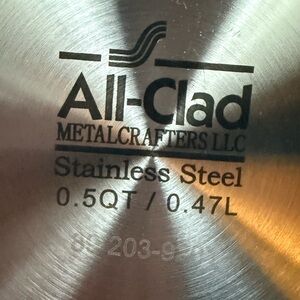 All-Clad
METALCRAFTERS LLC
Stainless Steel
0.5QT / 0.47L